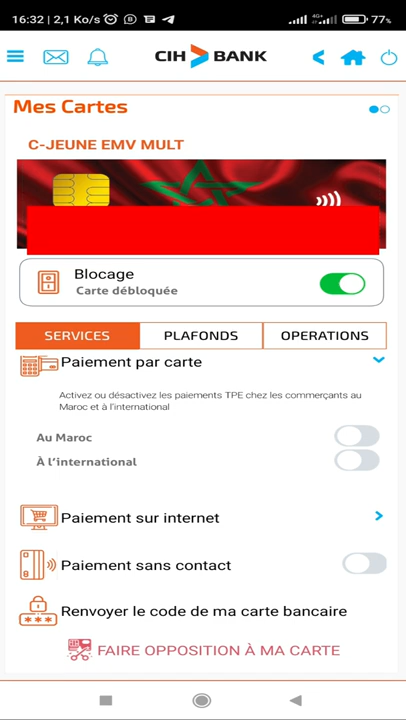 16:32 | 2,1 Ko/s
4G+
77%
CIH BANK
Mes Cartes
C-JEUNE EMV MULT
Blocage
Carte débloquée
SERVICES PLAFONDS OPERATIONS
Paiement par carte
Activez ou désactivez les paiements TPE chez les commerçants au
Maroc et à l'international
Au Maroc
À l'international
Paiement sur internet
Paiement sans contact
Renvoyer le code de ma carte bancaire
FAIRE OPPOSITION À MA CARTE